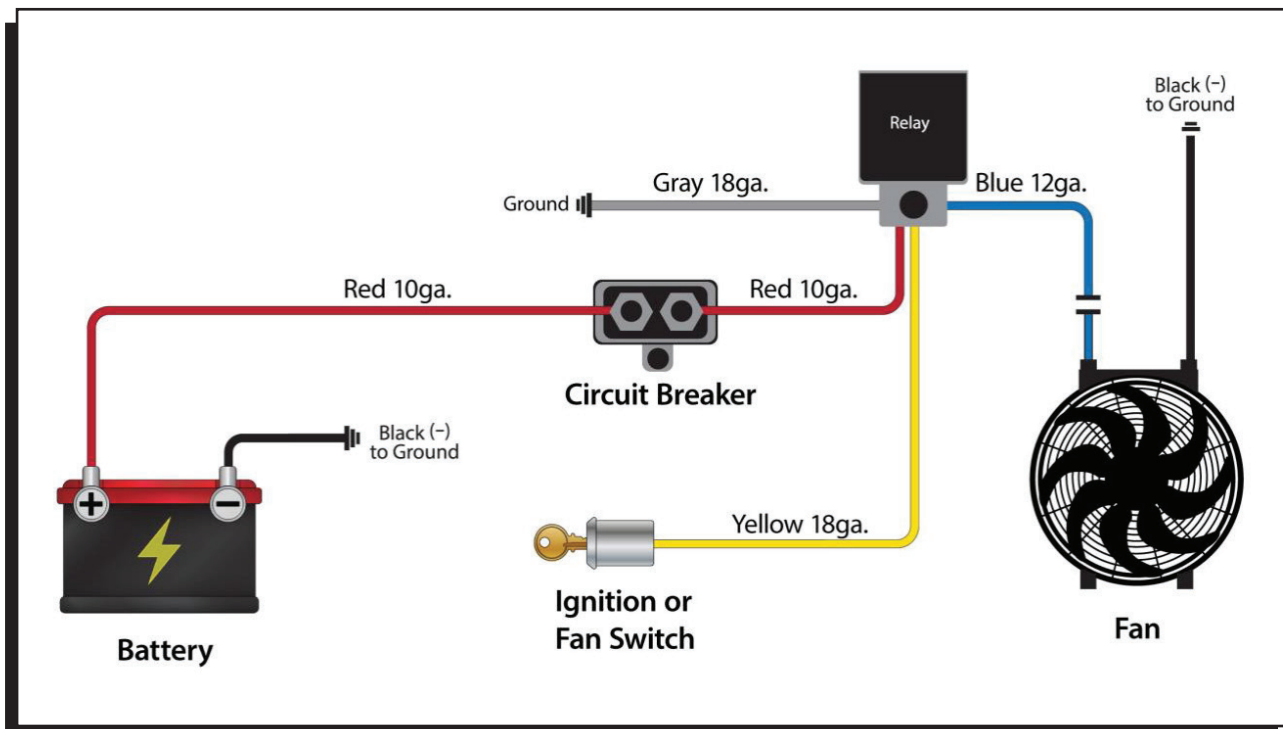 Relay
Black (–)
to Ground
Gray 18ga.
Blue 12ga.
Ground
Red 10ga.
Red 10ga.
Circuit Breaker
Black (–)
to Ground
+
–
Yellow 18ga.
Ignition or
Fan Switch
Battery
Fan